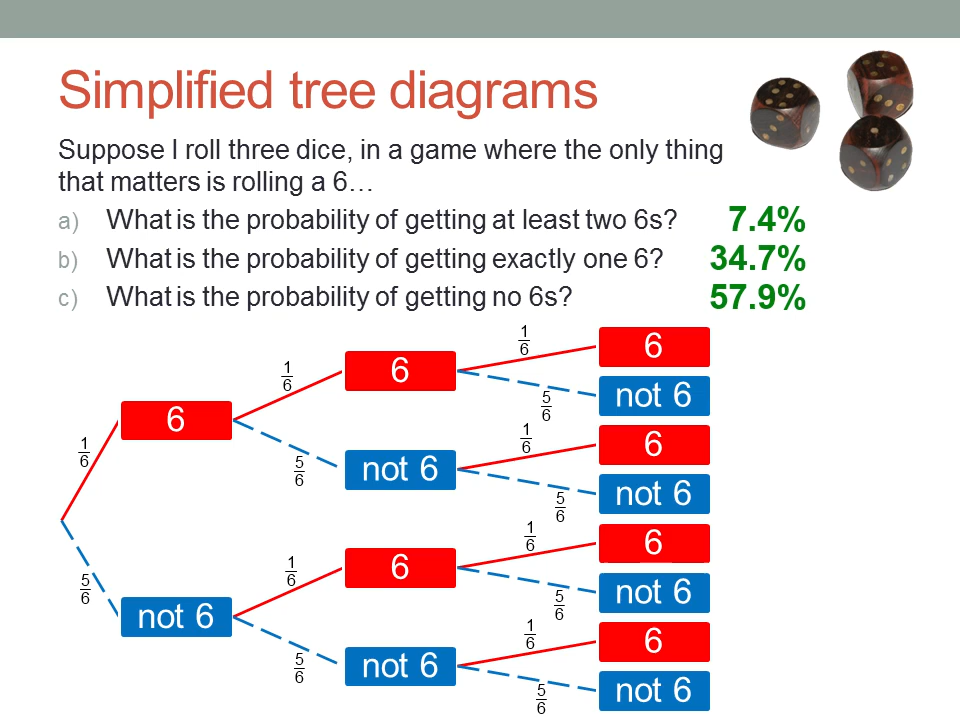 Simplified tree diagrams
Suppose I roll three dice, in a game where the only thing
that matters is rolling a 6…
a) What is the probability of getting at least two 6s? 7.4%
b) What is the probability of getting exactly one 6? 34.7%
c) What is the probability of getting no 6s? 57.9%
1/6
6
1/6
6
5/6
not 6
1/6
6
1/6
6
5/6
not 6
5/6
not 6
1/6
6
5/6
not 6
1/6
6
1/6
6
5/6
not 6
5/6
not 6
1/6
6
5/6
not 6